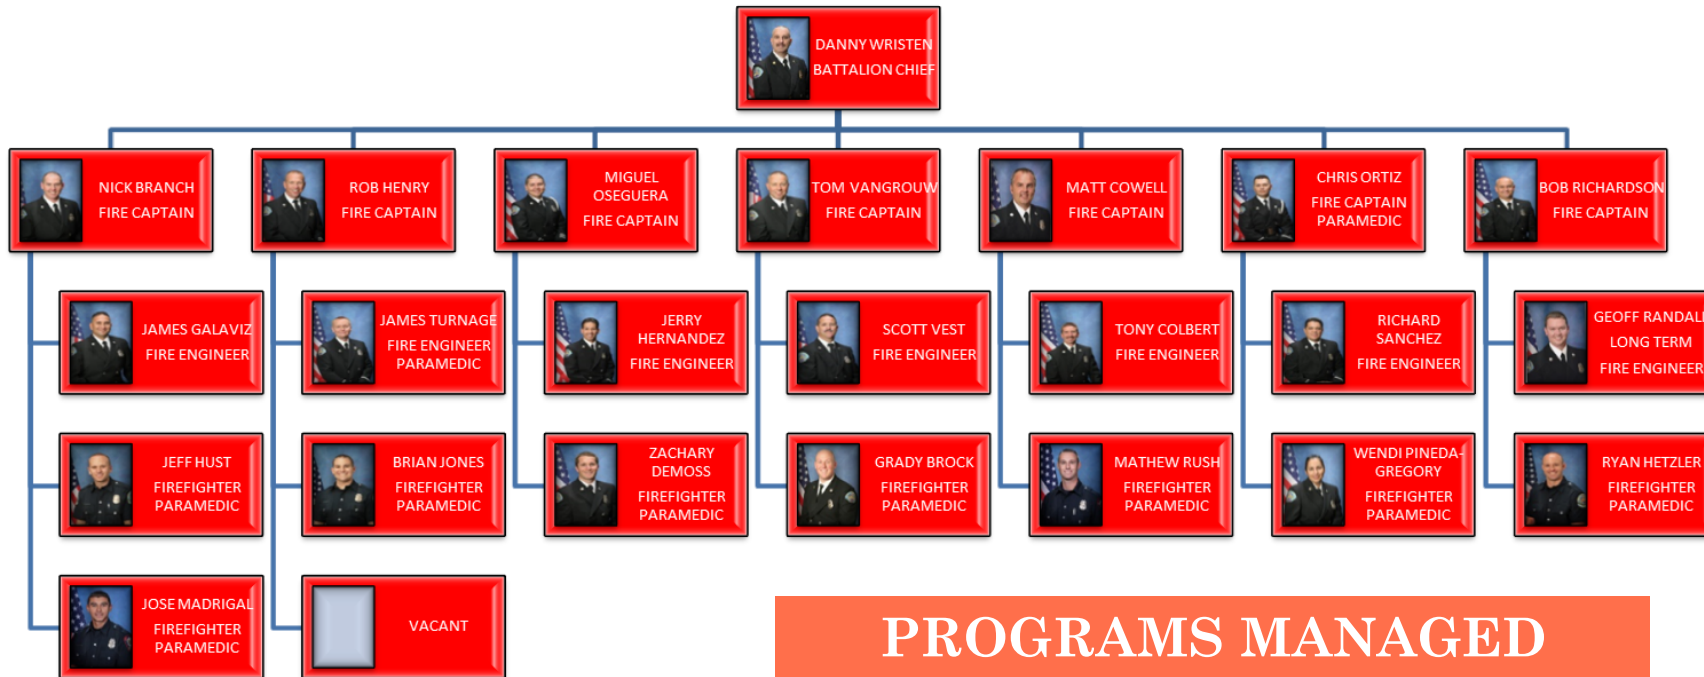 DANNY WRISTEN
BATTALION CHIEF
NICK BRANCH
FIRE CAPTAIN
ROB HENRY
FIRE CAPTAIN
MIGUEL
OSEGUERA
FIRE CAPTAIN
TOM VANGROUW
FIRE CAPTAIN
MATT COWELL
FIRE CAPTAIN
CHRIS ORTIZ
FIRE CAPTAIN
PARAMEDIC
BOB RICHARDSON
FIRE CAPTAIN
JAMES GALAVIZ
FIRE ENGINEER
JAMES TURNAGE
FIRE ENGINEER
PARAMEDIC
JERRY
HERNANDEZ
FIRE ENGINEER
SCOTT VEST
FIRE ENGINEER
TONY COLBERT
FIRE ENGINEER
RICHARD
SANCHEZ
FIRE ENGINEER
GEOFF RANDALL
LONG TERM
FIRE ENGINEER
JEFF HUST
FIREFIGHTER
PARAMEDIC
BRIAN JONES
FIREFIGHTER
PARAMEDIC
ZACHARY
DEMOSS
FIREFIGHTER
PARAMEDIC
GRADY BROCK
FIREFIGHTER
PARAMEDIC
MATHEW RUSH
FIREFIGHTER
PARAMEDIC
WENDI PINEDA-
GREGORY
FIREFIGHTER
PARAMEDIC
RYAN HETZLER
FIREFIGHTER
PARAMEDIC
JOSE MADRIGAL
FIREFIGHTER
PARAMEDIC
VACANT
PROGRAMS MANAGED